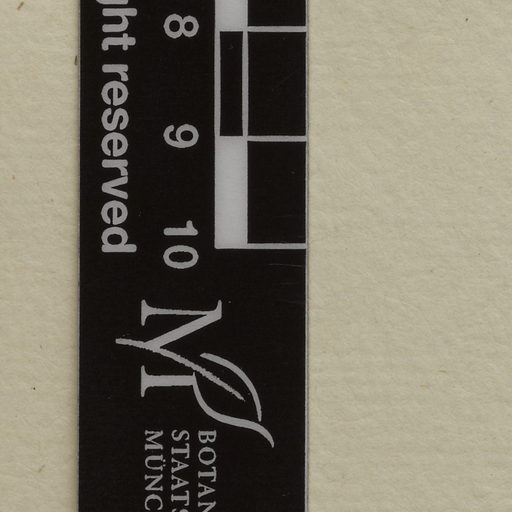 ght reserved
8
9
10
M
BOTAN
STAATS
MÜNC